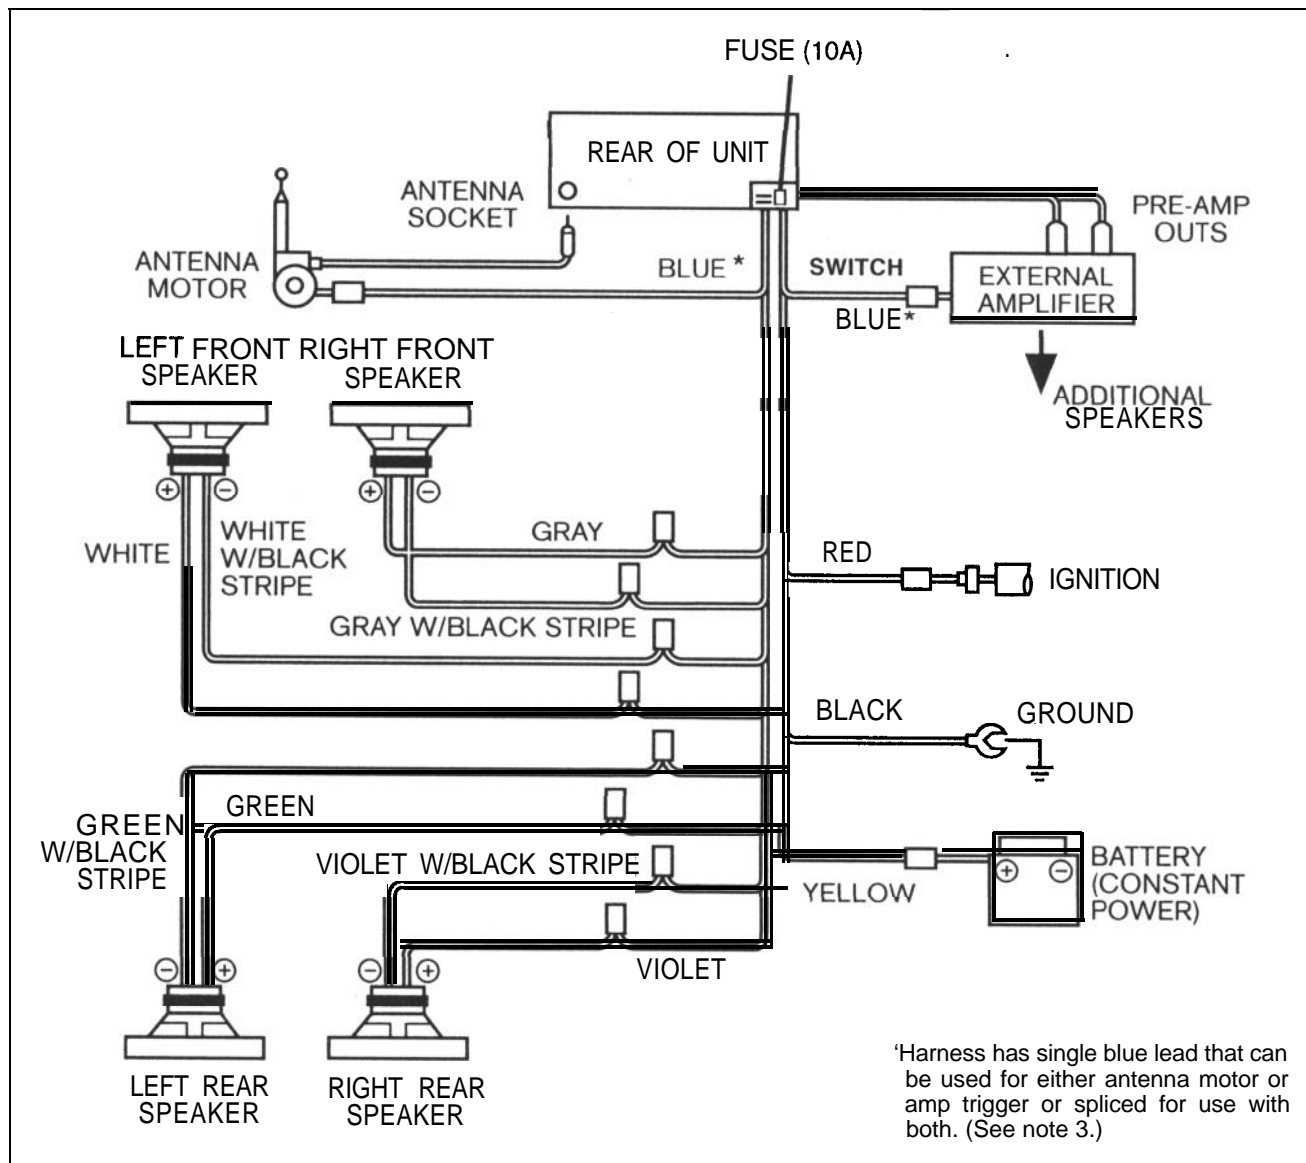 FUSE (10A)
REAR OF UNIT
ANTENNA
SOCKET
PRE-AMP
OUTS
ANTENNA
MOTOR
BLUE *
SWITCH
EXTERNAL
AMPLIFIER
BLUE*
LEFT FRONT
SPEAKER
RIGHT FRONT
SPEAKER
ADDITIONAL
SPEAKERS
+
−
+
−
WHITE
WHITE
W/BLACK
STRIPE
GRAY
RED
IGNITION
GRAY W/BLACK STRIPE
BLACK
GROUND
GREEN
GREEN
W/BLACK
STRIPE
VIOLET W/BLACK STRIPE
YELLOW
+
−
BATTERY
(CONSTANT
POWER)
VIOLET
−
+
−
+
LEFT REAR
SPEAKER
RIGHT REAR
SPEAKER
‘Harness has single blue lead that can
be used for either antenna motor or
amp trigger or spliced for use with
both. (See note 3.)